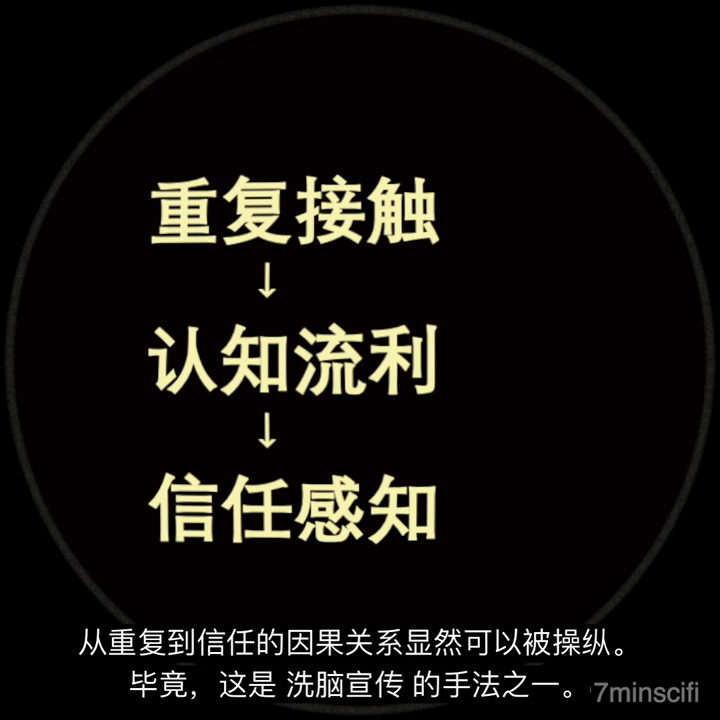 重复接触
↓
认知流利
↓
信任感知
从重复到信任的因果关系显然可以被操纵。
毕竟，这是 洗脑宣传 的手法之一。
7minscifi